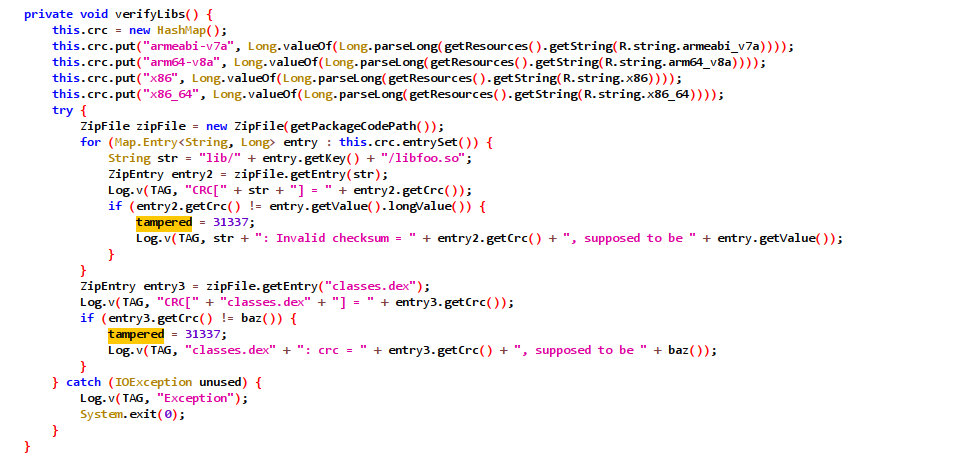 private void verifyLibs() {
this.crc = new HashMap();
this.crc.put("armeabi-v7a", Long.valueOf(Long.parseLong(getResources().getString(R.string.armeabi_v7a))));
this.crc.put("arm64-v8a", Long.valueOf(Long.parseLong(getResources().getString(R.string.arm64_v8a))));
this.crc.put("x86", Long.valueOf(Long.parseLong(getResources().getString(R.string.x86))));
this.crc.put("x86_64", Long.valueOf(Long.parseLong(getResources().getString(R.string.x86_64))));
try {
ZipFile zipFile = new ZipFile(getPackageCodePath());
for (Map.Entry<String, Long> entry : this.crc.entrySet()) {
String str = "lib/" + entry.getKey() + "/libfoo.so";
ZipEntry entry2 = zipFile.getEntry(str);
Log.v(TAG, "CRC[" + str + "] = " + entry2.getCrc());
if (entry2.getCrc() != entry.getValue().longValue()) {
tampered = 31337;
Log.v(TAG, str + ": Invalid checksum = " + entry2.getCrc() + ", supposed to be " + entry.getValue());
}
}
ZipEntry entry3 = zipFile.getEntry("classes.dex");
Log.v(TAG, "CRC[" + "classes.dex" + "] = " + entry3.getCrc());
if (entry3.getCrc() != baz()) {
tampered = 31337;
Log.v(TAG, "classes.dex" + ": crc = " + entry3.getCrc() + ", supposed to be " + baz());
}
} catch (IOException unused) {
Log.v(TAG, "Exception");
System.exit(0);
}
}